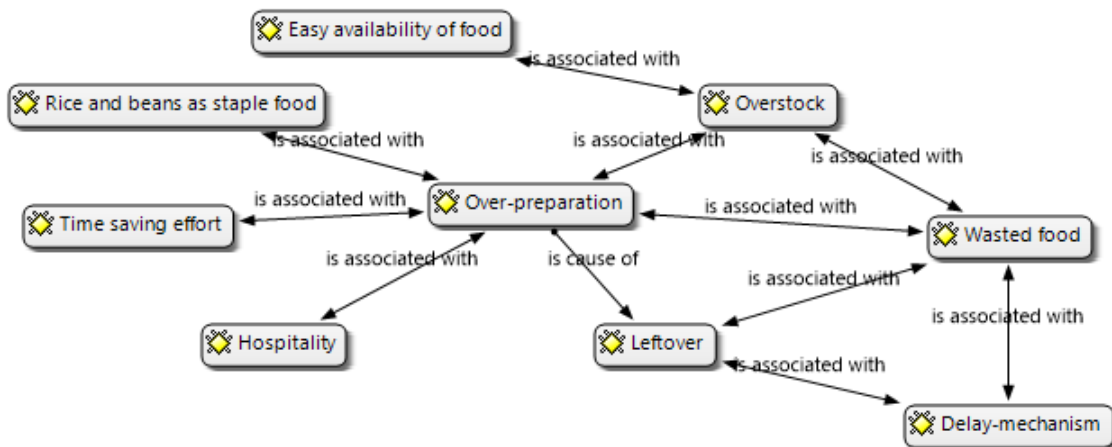 Easy availability of food
is associated with
Rice and beans as staple food
Overstock
is associated with
is associated with
is associated with
is associated with
Over-preparation
is associated with
Time saving effort
Wasted food
is associated with
is cause of
is associated with
is associated with
Hospitality
Leftover
is associated with
Delay-mechanism